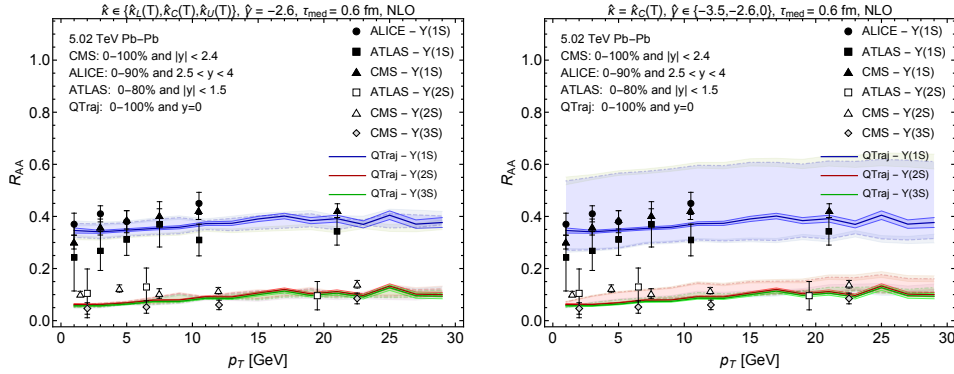 κ̂ ∈ {κ̂_L(T),κ̂_C(T),κ̂_U(T)}, γ̂ = −2.6, τ_med = 0.6 fm, NLO
5.02 TeV Pb–Pb
CMS: 0–100% and |y| < 2.4
ALICE: 0–90% and 2.5 < y < 4
ATLAS: 0–80% and |y| < 1.5
QTraj: 0–100% and y=0
ALICE – Υ(1S)
ATLAS – Υ(1S)
CMS – Υ(1S)
ATLAS – Υ(2S)
CMS – Υ(2S)
CMS – Υ(3S)
QTraj – Υ(1S)
QTraj – Υ(2S)
QTraj – Υ(3S)
R_AA
1.0
0.8
0.6
0.4
0.2
0.0
0 5 10 15 20 25 30
p_T [GeV]
κ̂ = κ̂_C(T), γ̂ ∈ {−3.5,−2.6,0}, τ_med = 0.6 fm, NLO
5.02 TeV Pb–Pb
CMS: 0–100% and |y| < 2.4
ALICE: 0–90% and 2.5 < y < 4
ATLAS: 0–80% and |y| < 1.5
QTraj: 0–100% and y=0
ALICE – Υ(1S)
ATLAS – Υ(1S)
CMS – Υ(1S)
ATLAS – Υ(2S)
CMS – Υ(2S)
CMS – Υ(3S)
QTraj – Υ(1S)
QTraj – Υ(2S)
QTraj – Υ(3S)
R_AA
1.0
0.8
0.6
0.4
0.2
0.0
0 5 10 15 20 25 30
p_T [GeV]